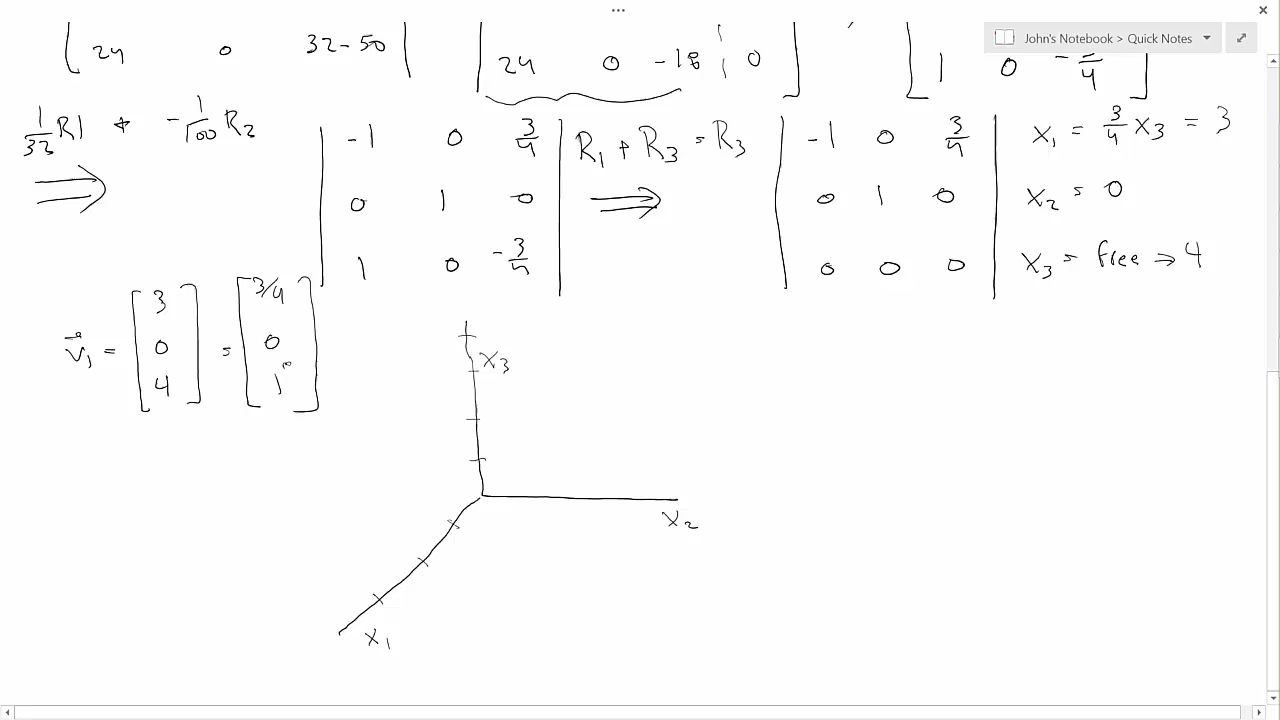 John's Notebook > Quick Notes
24 0 32-50
24 0 -18 0
1 0
4
1/32 R1 + -1/100 R2
-1 0 3/4
0 1 0
1 0 -3/4
R1 + R3 = R3
-1 0 3/4
0 1 0
0 0 0
x1 = 3/4 x3 = 3
x2 = 0
x3 = free ⇒ 4
v1 = [3 0 4] = [3/4 0 1]
x3
x2
x1